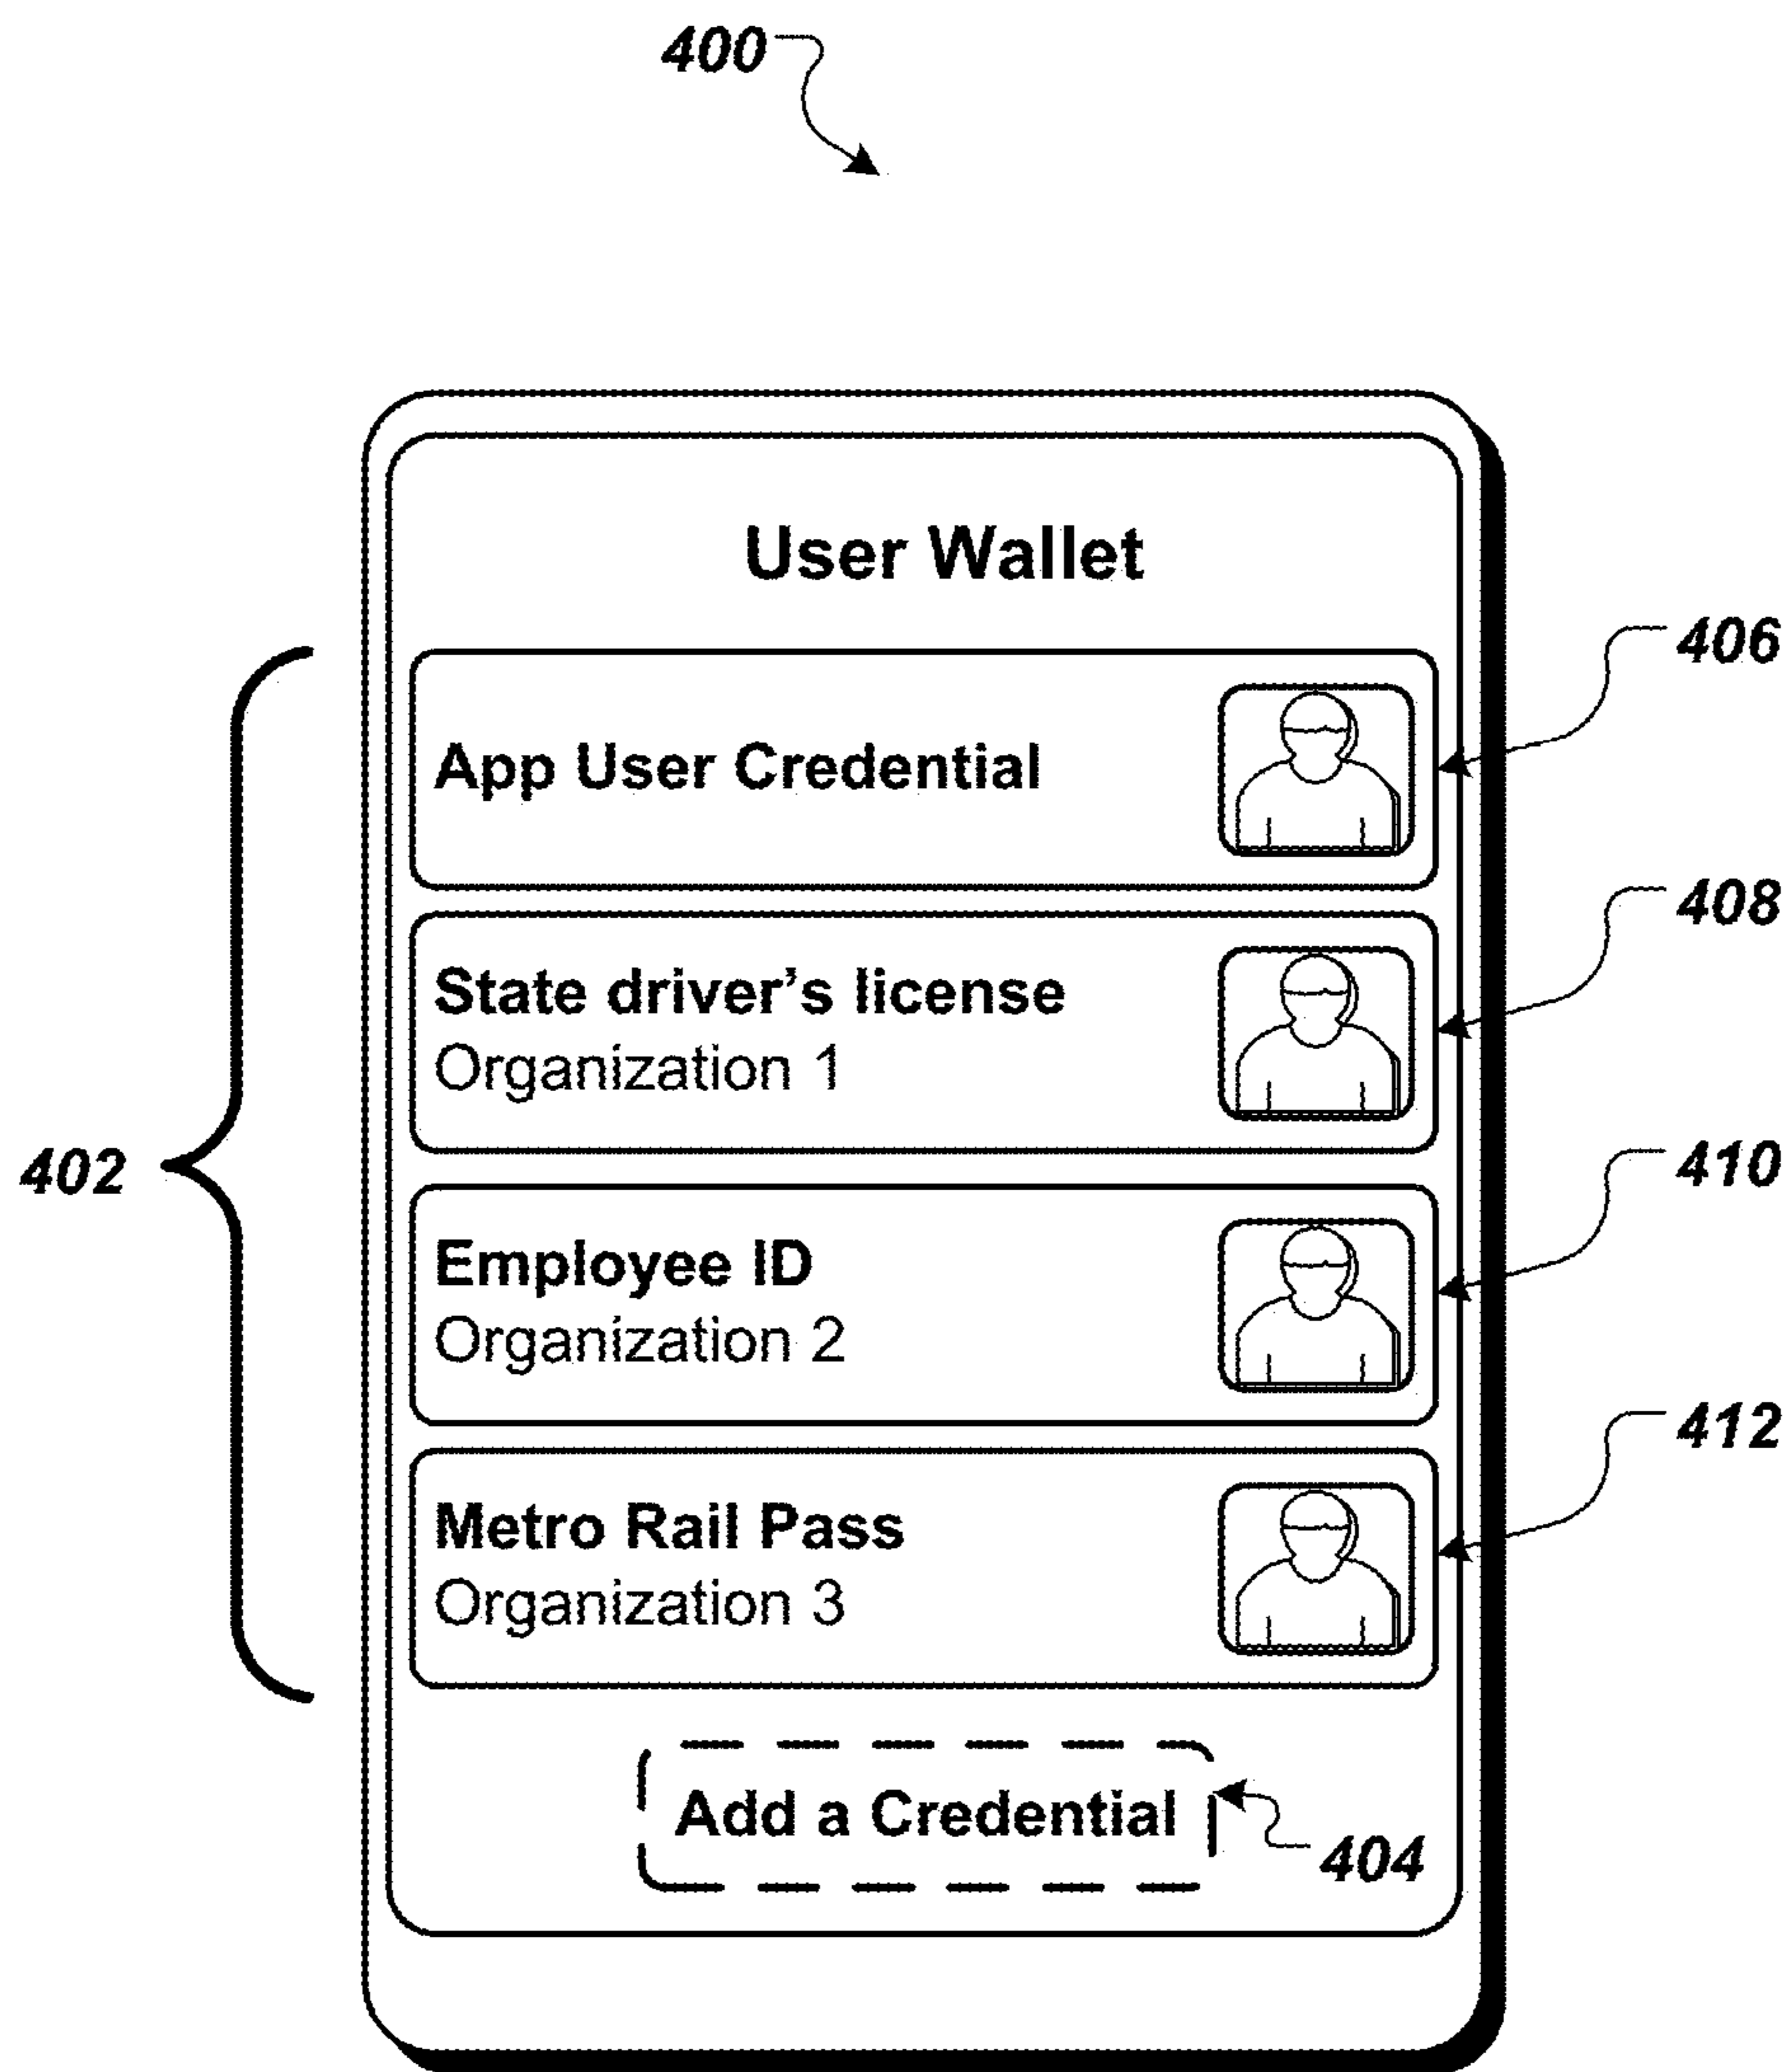 400
User Wallet
406
App User Credential
408
State driver's license
Organization 1
402
410
Employee ID
Organization 2
412
Metro Rail Pass
Organization 3
Add a Credential
404